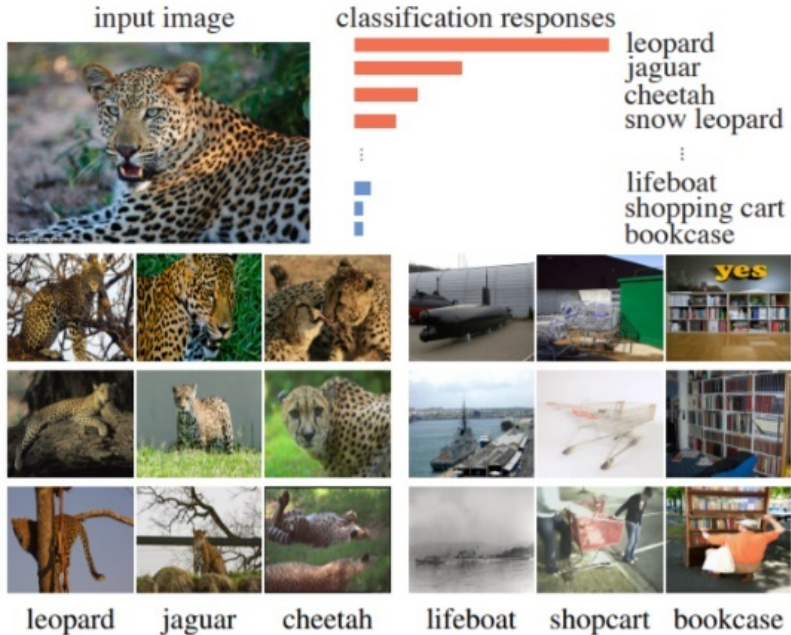 input image
classification responses
leopard
jaguar
cheetah
snow leopard
⋮
⋮
lifeboat
shopping cart
bookcase
yes
leopard
jaguar
cheetah
lifeboat
shopcart
bookcase